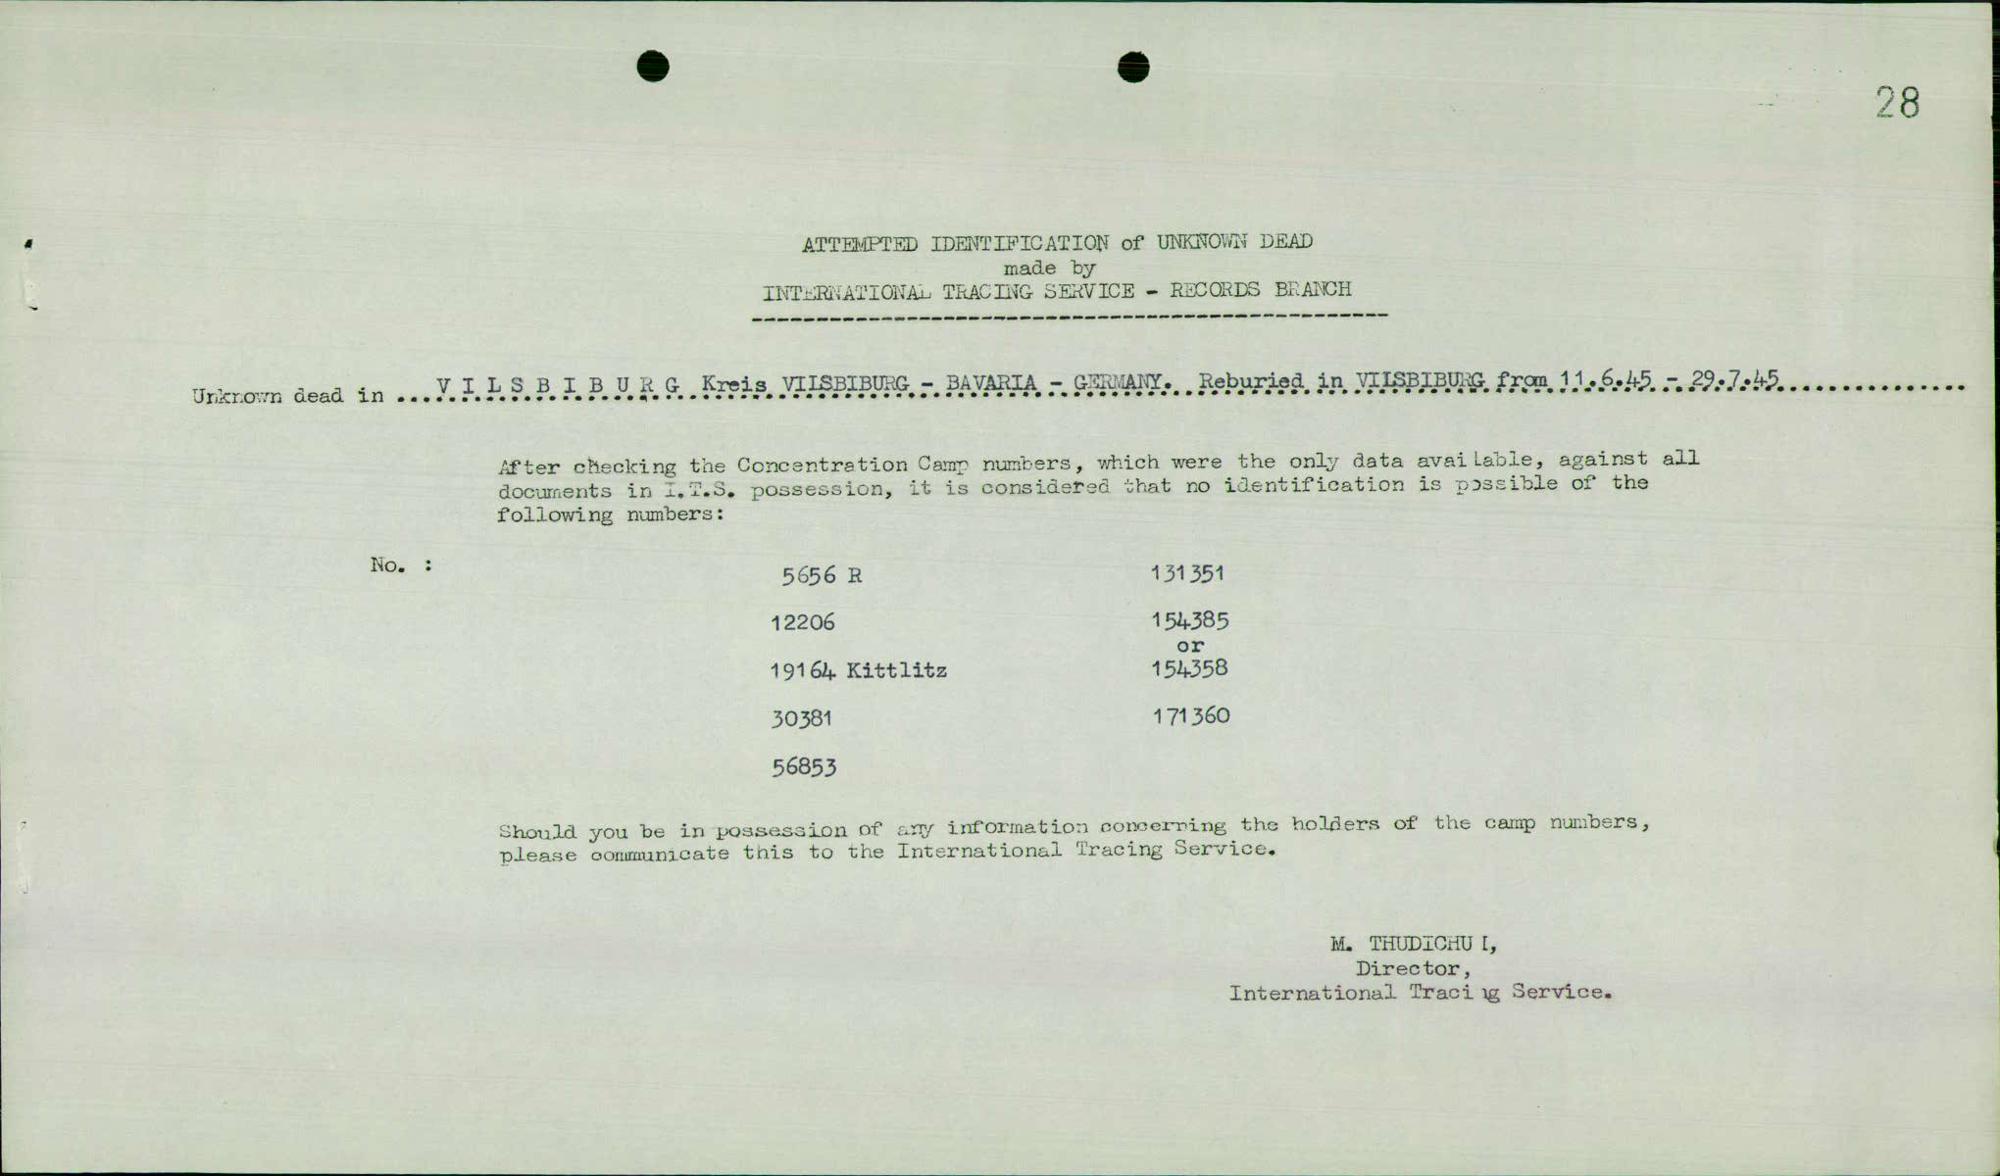 28
ATTEMPTED IDENTIFICATION of UNKNOWN DEAD
made by
INTERNATIONAL TRACING SERVICE - RECORDS BRANCH
Unknown dead in ....V I L S B I B U R G Kreis VILSBIBURG - BAVARIA - GERMANY. Reburied in VILSBIBURG from 11.6.45 - 29.7.45..............
After checking the Concentration Camp numbers, which were the only data available, against all
documents in I.T.S. possession, it is considered that no identification is possible of the
following numbers:
No. :
5656 R 131351
12206 154385
or
19164 Kittlitz 154358
30381 171360
56853
Should you be in possession of any information concerning the holders of the camp numbers,
please communicate this to the International Tracing Service.
M. THUDICHUM,
Director,
International Tracing Service.